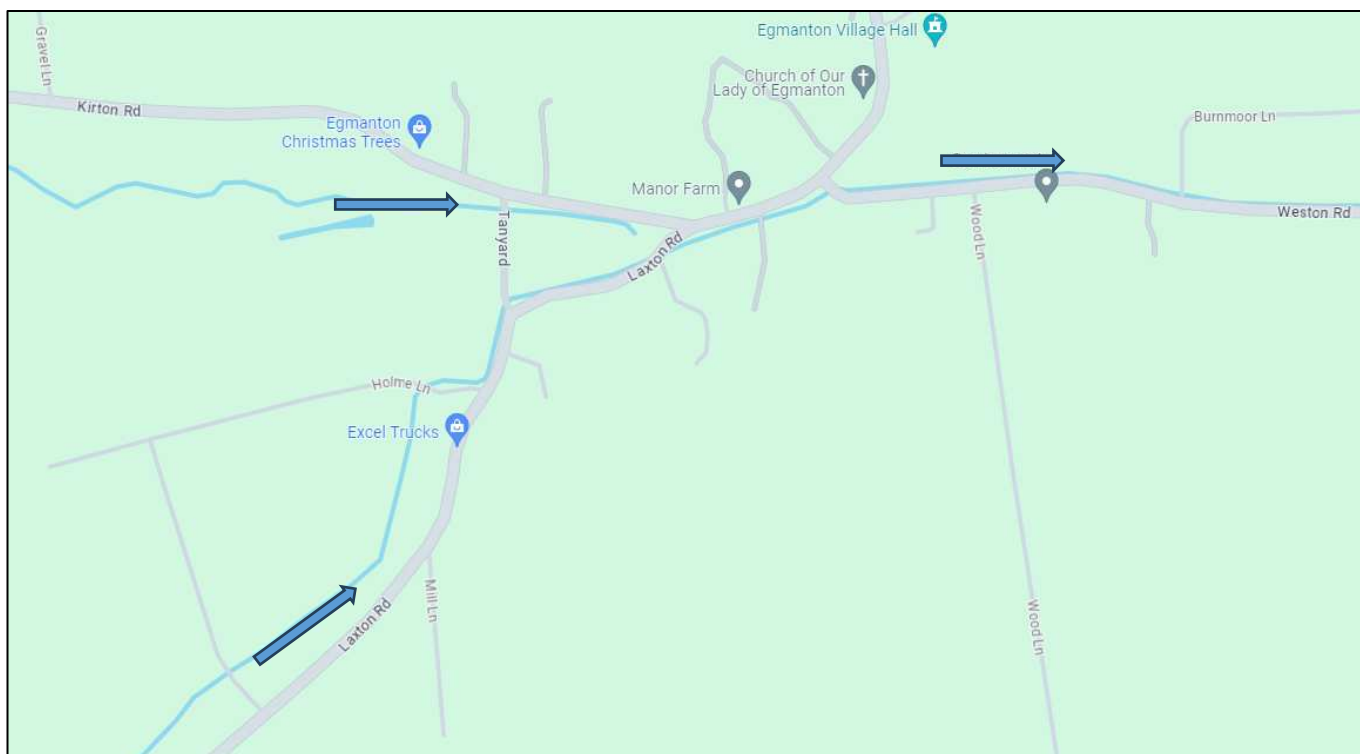 Gravel Ln
Egmanton Village Hall
Church of Our
Lady of Egmanton
Kirton Rd
Egmanton
Christmas Trees
Burnmoor Ln
Manor Farm
Weston Rd
Tanyard
Wood Ln
Laxton Rd
Holme Ln
Excel Trucks
Mill Ln
Laxton Rd
Wood Ln